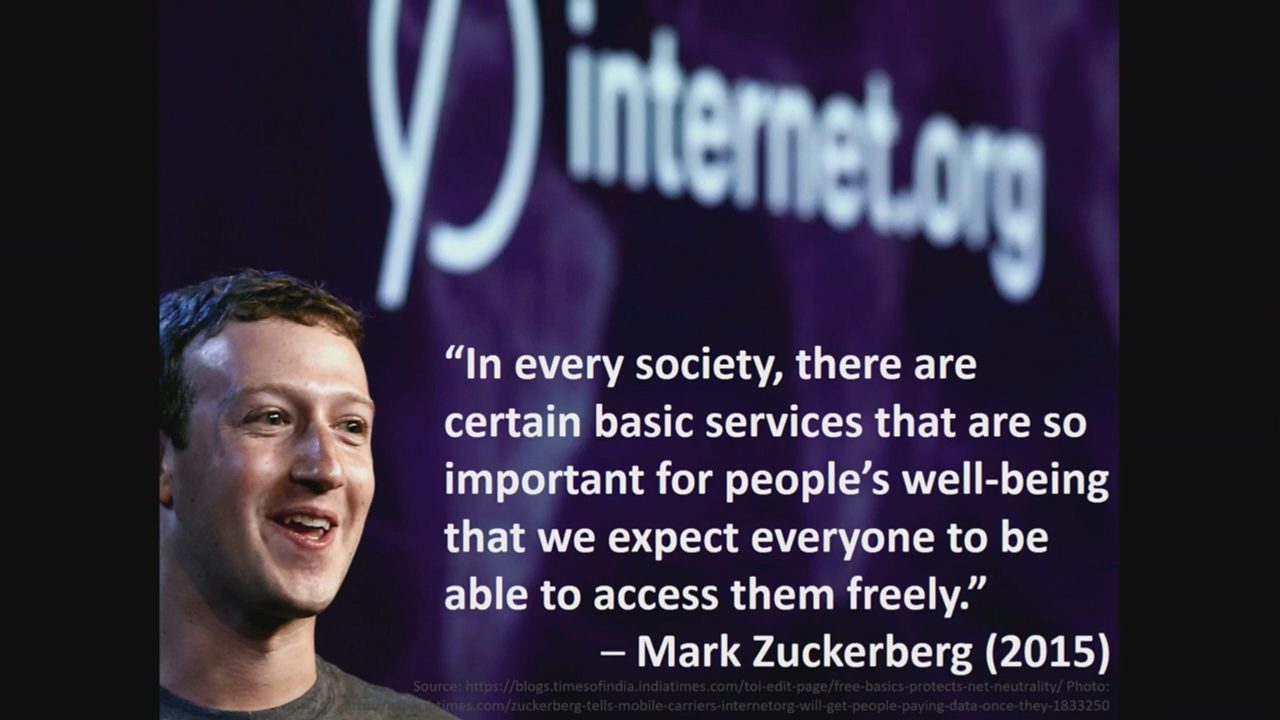 internet.org
“In every society, there are
certain basic services that are so
important for people’s well-being
that we expect everyone to be
able to access them freely.”
– Mark Zuckerberg (2015)
Source: https://blogs.timesofindia.indiatimes.com/toi-edit-page/free-basics-protects-net-neutrality/ Photo:
times.com/zuckerberg-tells-mobile-carriers-internetorg-will-get-people-paying-data-once-they-1833250